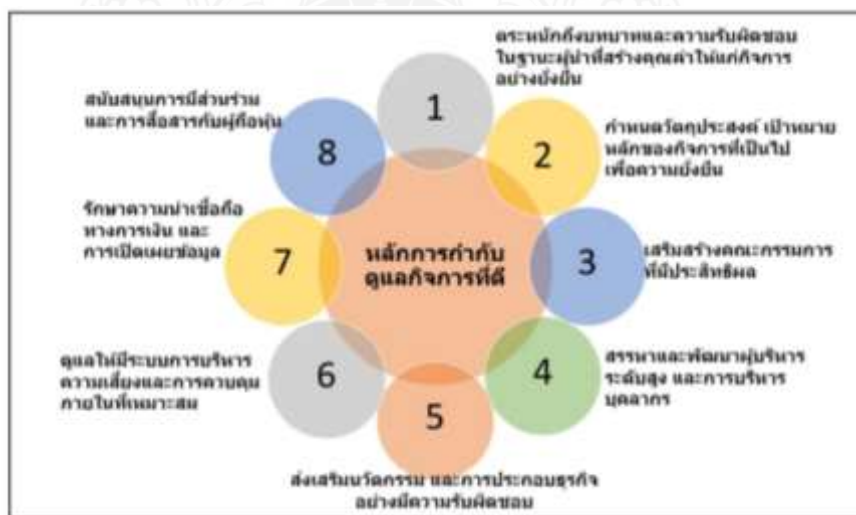 1
ตระหนักถึงบทบาทและความรับผิดชอบ
ในฐานะผู้นำที่สร้างคุณค่าให้แก่กิจการ
อย่างยั่งยืน
2
กำหนดวัตถุประสงค์ เป้าหมาย
หลักของกิจการที่เป็นไป
เพื่อความยั่งยืน
3
เสริมสร้างคณะกรรมการ
ที่มีประสิทธิผล
4
สรรหาและพัฒนาผู้บริหาร
ระดับสูง และการบริหาร
บุคลากร
5
ส่งเสริมนวัตกรรม และการประกอบธุรกิจ
อย่างมีความรับผิดชอบ
6
ดูแลให้มีระบบการบริหาร
ความเสี่ยงและการควบคุม
ภายในที่เหมาะสม
7
รักษาความน่าเชื่อถือ
ทางการเงิน และ
การเปิดเผยข้อมูล
8
สนับสนุนการมีส่วนร่วม
และการสื่อสารกับผู้ถือหุ้น
หลักการกำกับ
ดูแลกิจการที่ดี